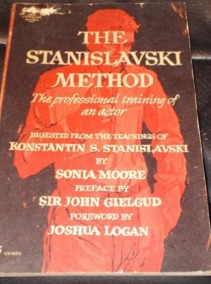 THE
STANISLAVSKI
METHOD
The professional training of
an actor
DIGESTED FROM THE TEACHINGS OF
KONSTANTIN S. STANISLAVSKI
BY
SONIA MOORE
PREFACE BY
SIR JOHN GIELGUD
FOREWORD BY
JOSHUA LOGAN
CENTS